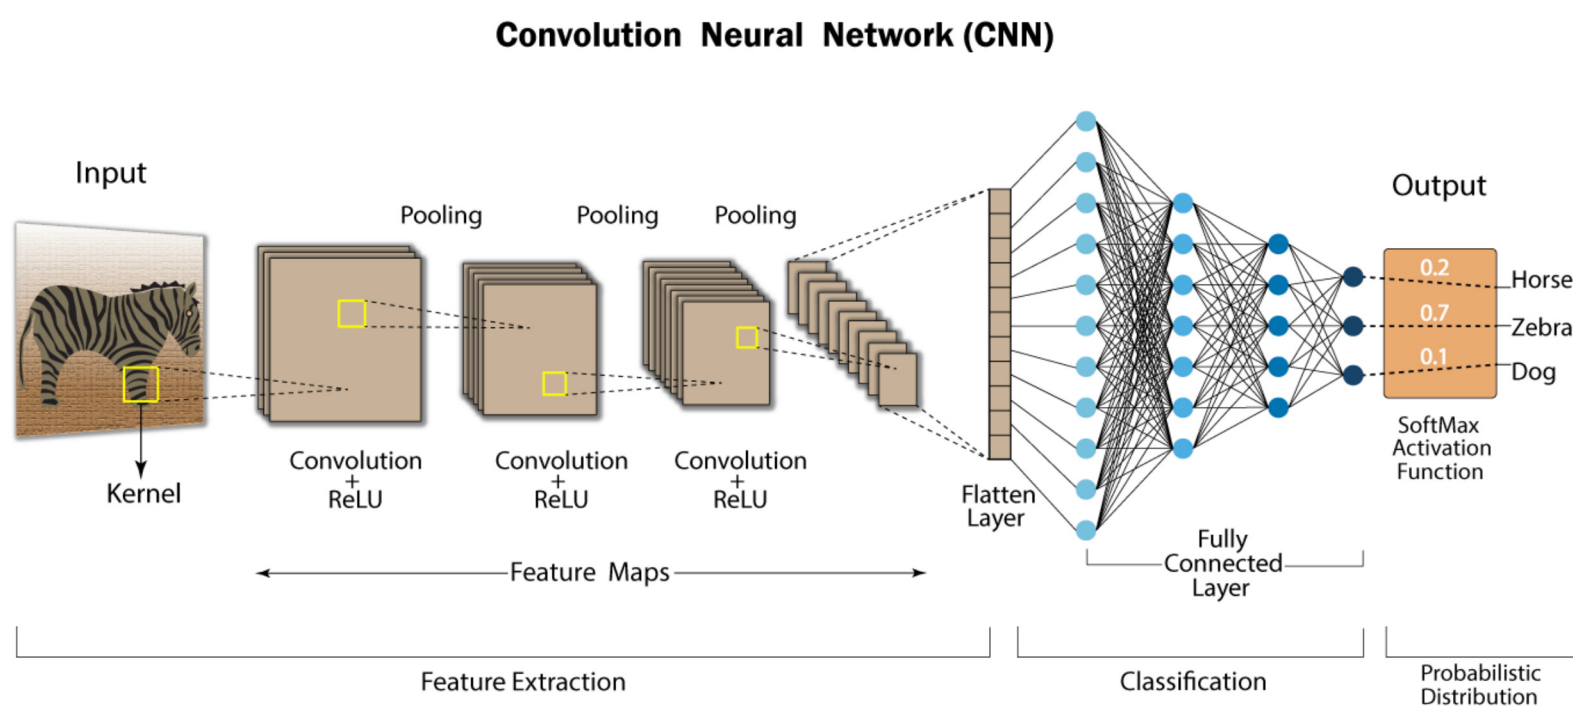 Convolution Neural Network (CNN)
Input
Kernel
Pooling
Pooling
Pooling
Convolution
+
ReLU
Convolution
+
ReLU
Convolution
+
ReLU
Feature Maps
Flatten
Layer
Fully
Connected
Layer
Output
0.2
Horse
0.7
Zebra
0.1
Dog
SoftMax
Activation
Function
Feature Extraction
Classification
Probabilistic
Distribution